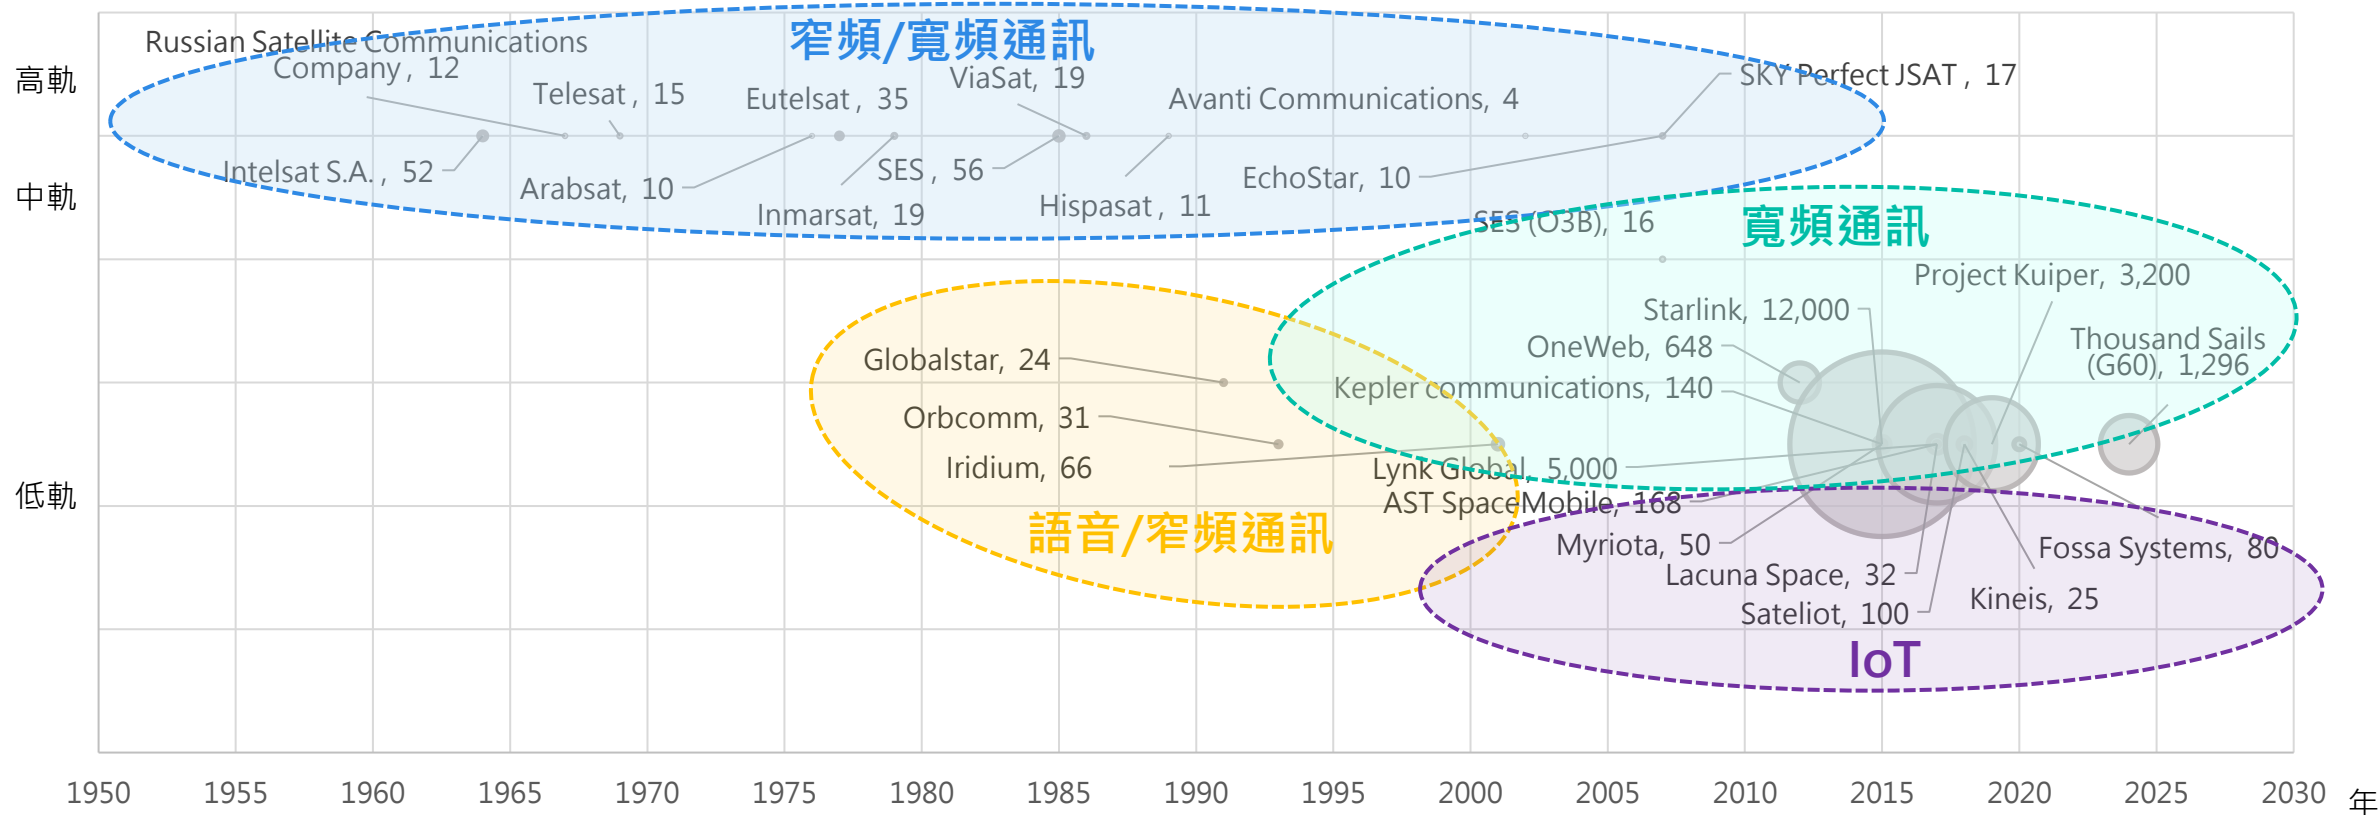 窄頻/寬頻通訊
Russian Satellite Communications
Company , 12
高軌
Telesat , 15
Eutelsat , 35
ViaSat, 19
Avanti Communications, 4
SKY Perfect JSAT , 17
Intelsat S.A. , 52
Arabsat, 10
SES , 56
EchoStar, 10
中軌
Inmarsat, 19
Hispasat , 11
SES (O3B), 16
寬頻通訊
Project Kuiper, 3,200
Starlink, 12,000
Thousand Sails
(G60), 1,296
OneWeb, 648
Globalstar, 24
Kepler communications, 140
Orbcomm, 31
Iridium, 66
Lynk Global, 5,000
低軌
AST SpaceMobile, 168
語音/窄頻通訊
Myriota, 50
Fossa Systems, 80
Lacuna Space, 32
Kineis, 25
Sateliot, 100
IoT
1950 1955 1960 1965 1970 1975 1980 1985 1990 1995 2000 2005 2010 2015 2020 2025 2030 年